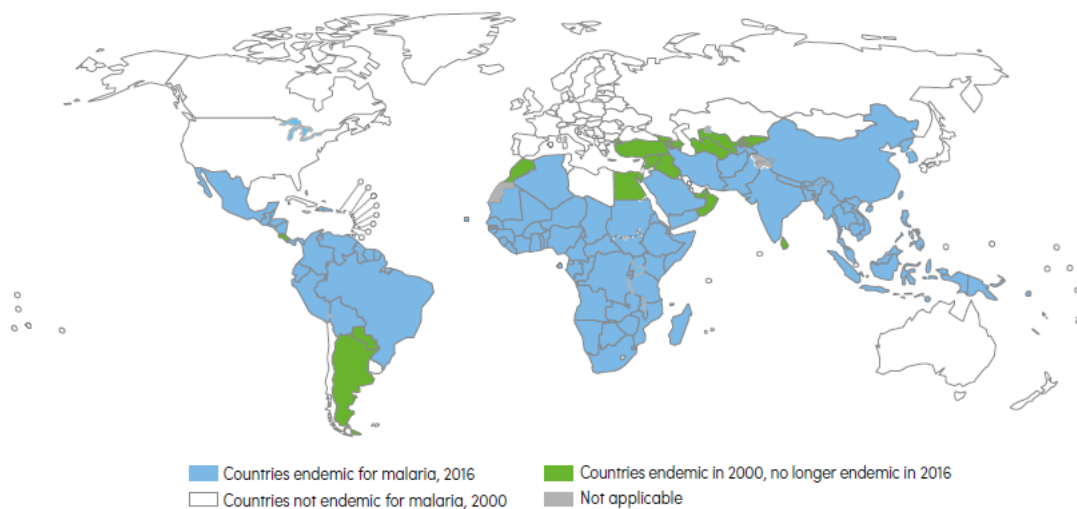 Countries endemic for malaria, 2016
Countries endemic in 2000, no longer endemic in 2016
Countries not endemic for malaria, 2000
Not applicable